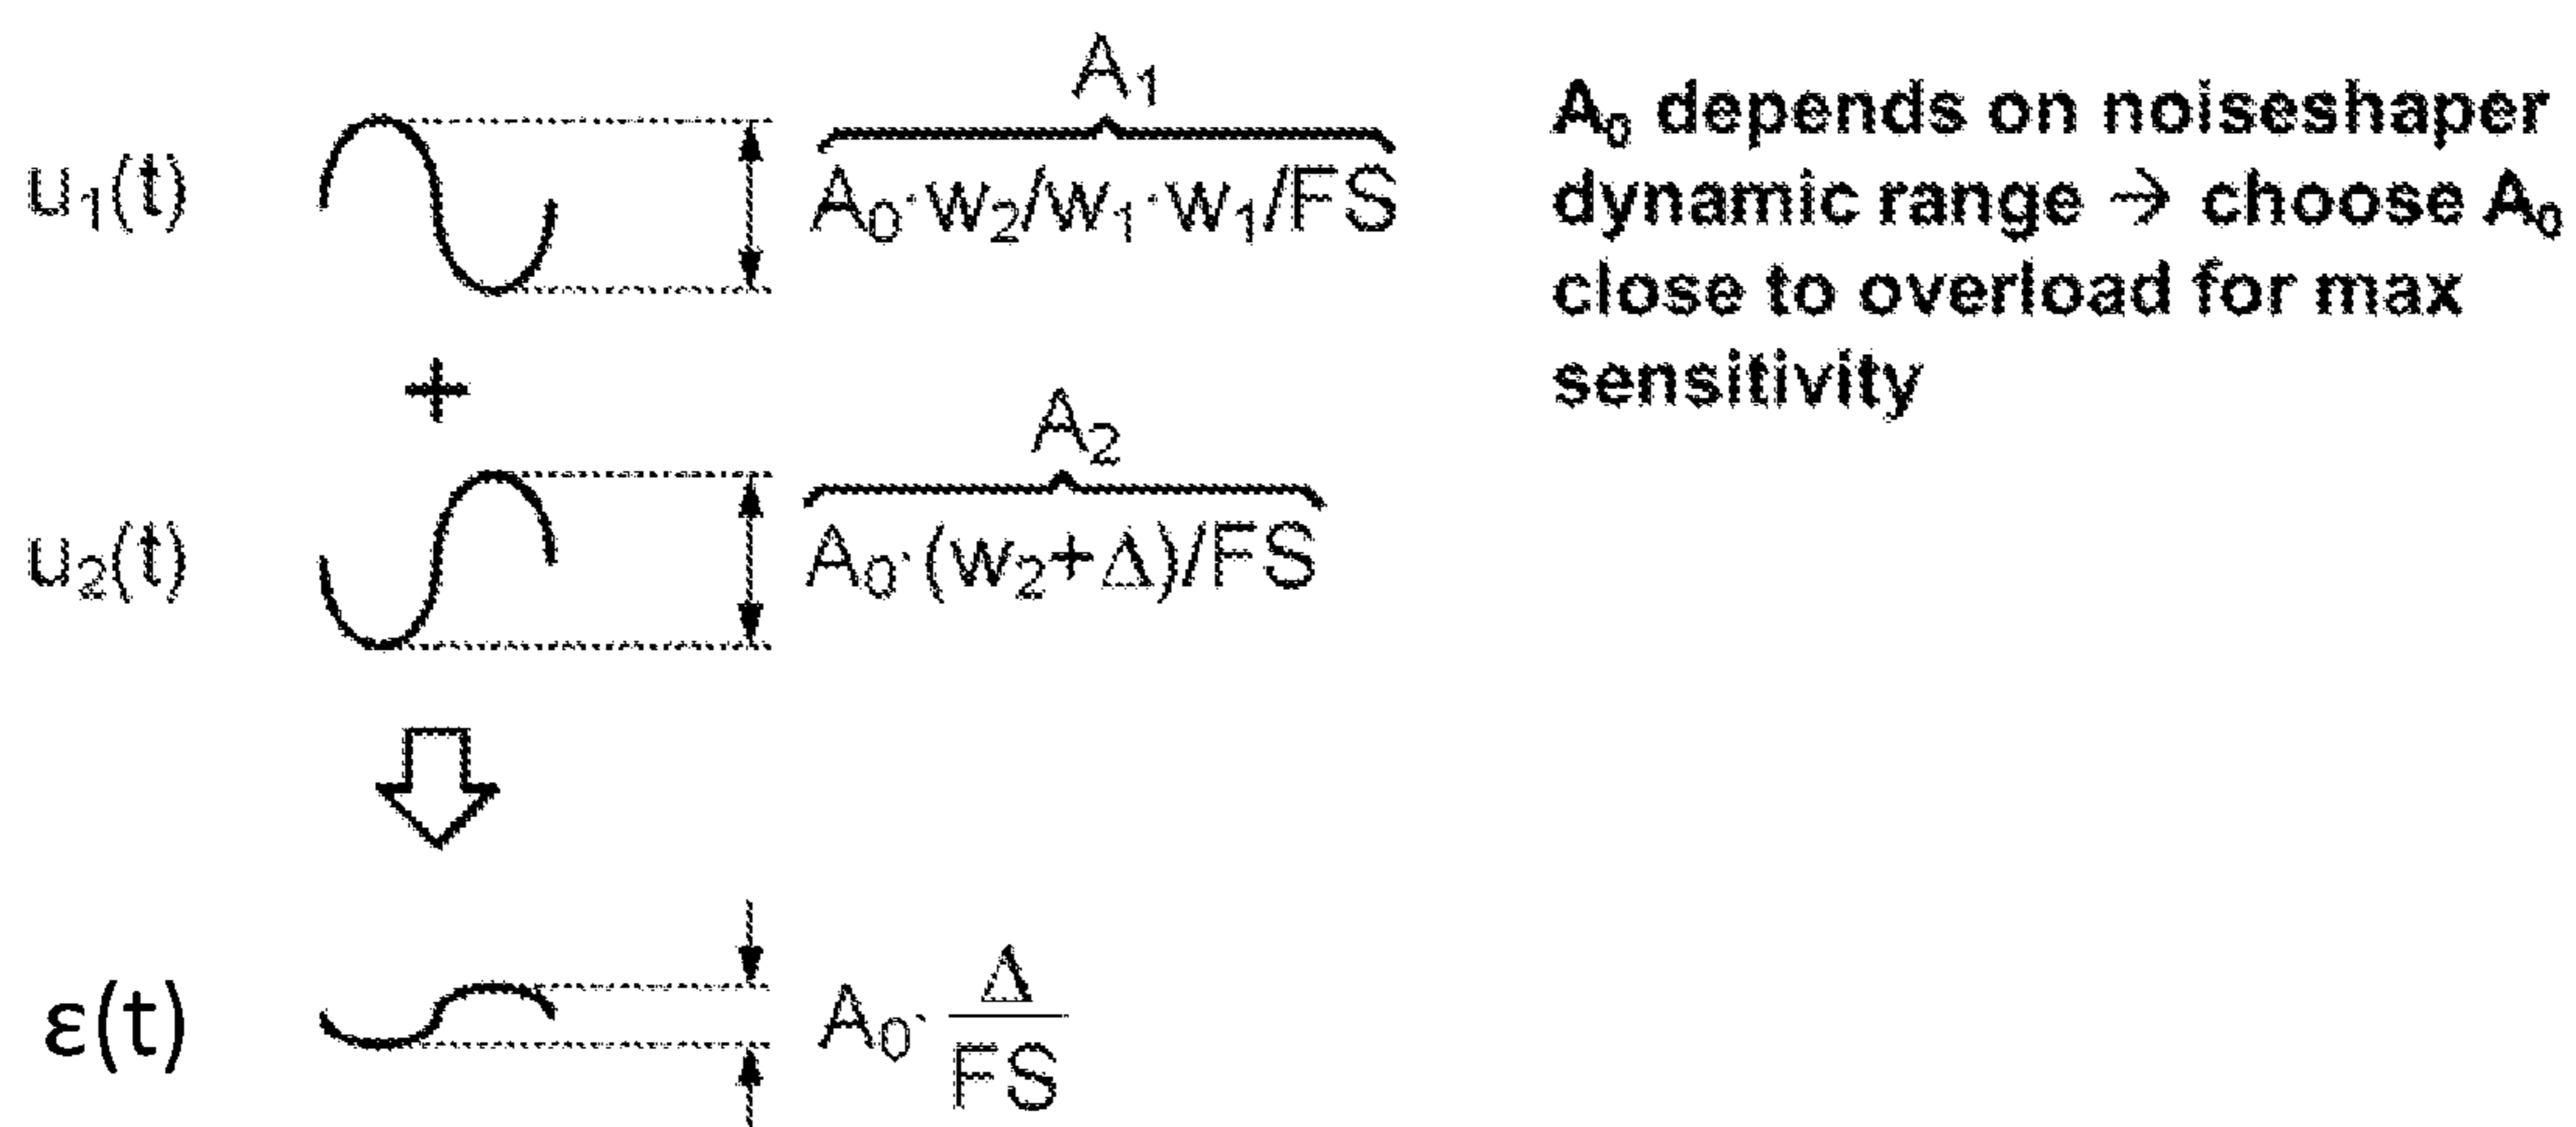 A₁
u₁(t) A₀·w₂/w₁·w₁/FS
A₀ depends on noiseshaper
dynamic range → choose A₀
close to overload for max
sensitivity
+
A₂
u₂(t) A₀·(w₂+Δ)/FS
ε(t) A₀· Δ
FS